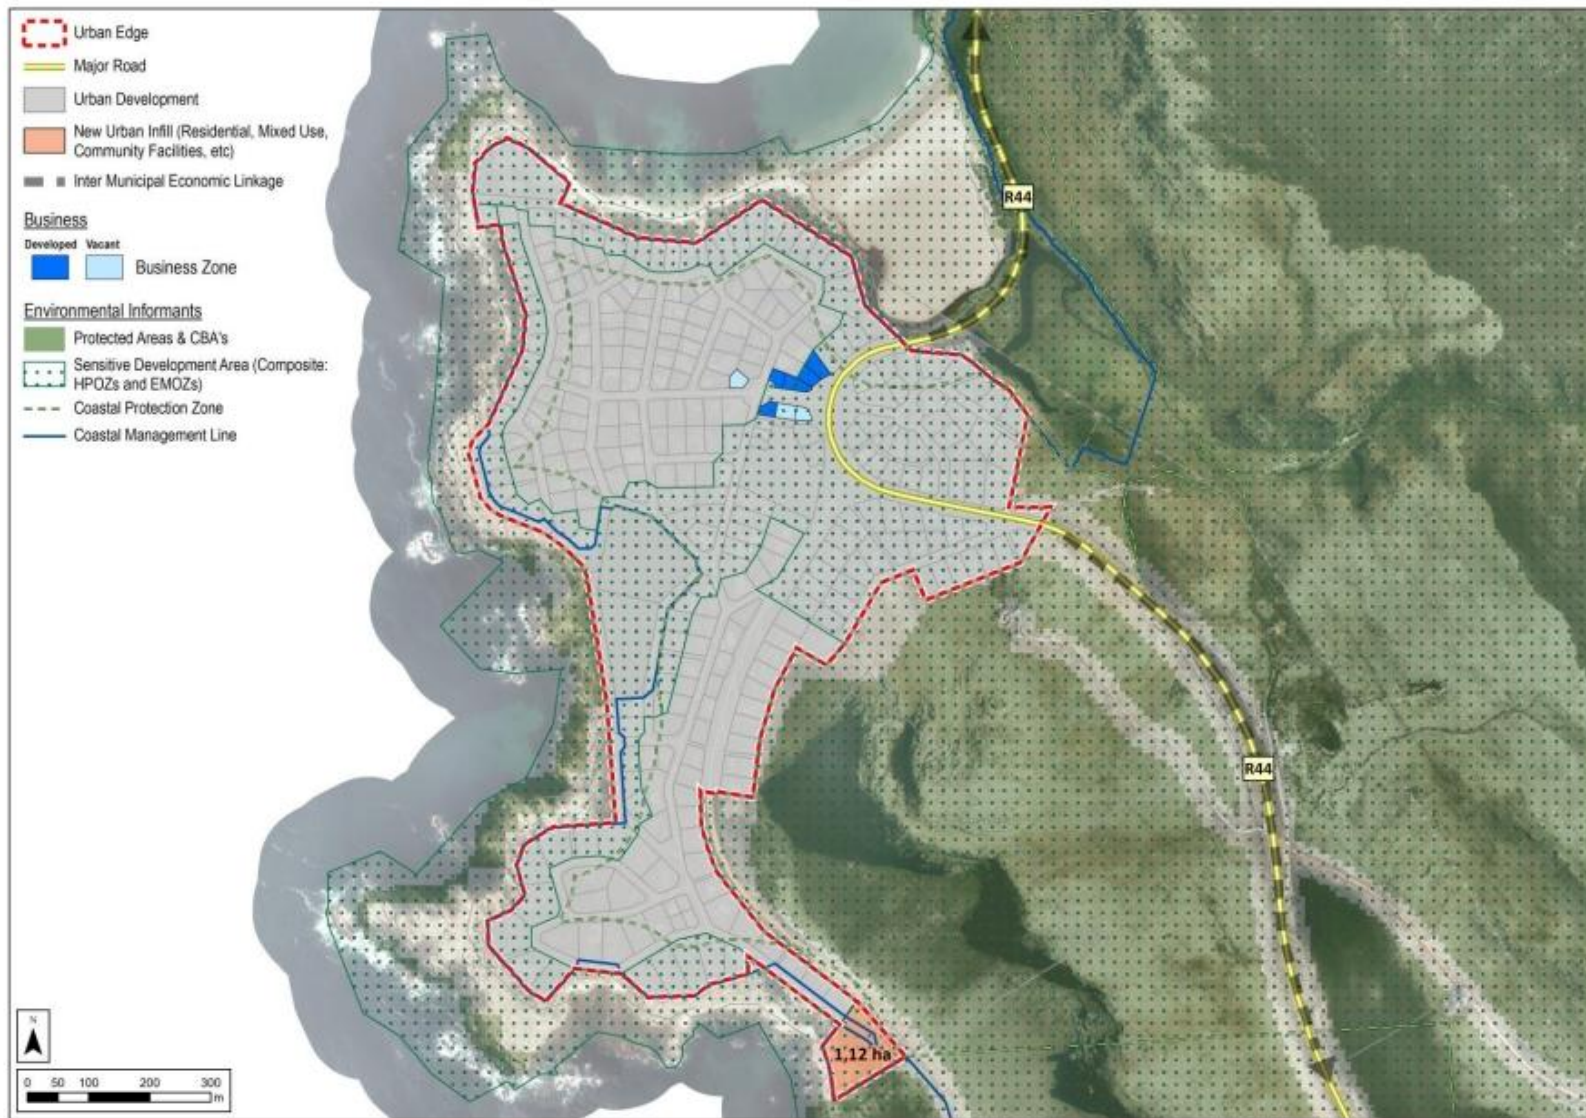 Urban Edge
Major Road
Urban Development
New Urban Infill (Residential, Mixed Use,
Community Facilities, etc)
Inter Municipal Economic Linkage
Business
Developed Vacant
Business Zone
Environmental Informants
Protected Areas & CBA's
Sensitive Development Area (Composite:
HPOZs and EMOZs)
Coastal Protection Zone
Coastal Management Line
R44
R44
1,12 ha
N
0 50 100 200 300
m